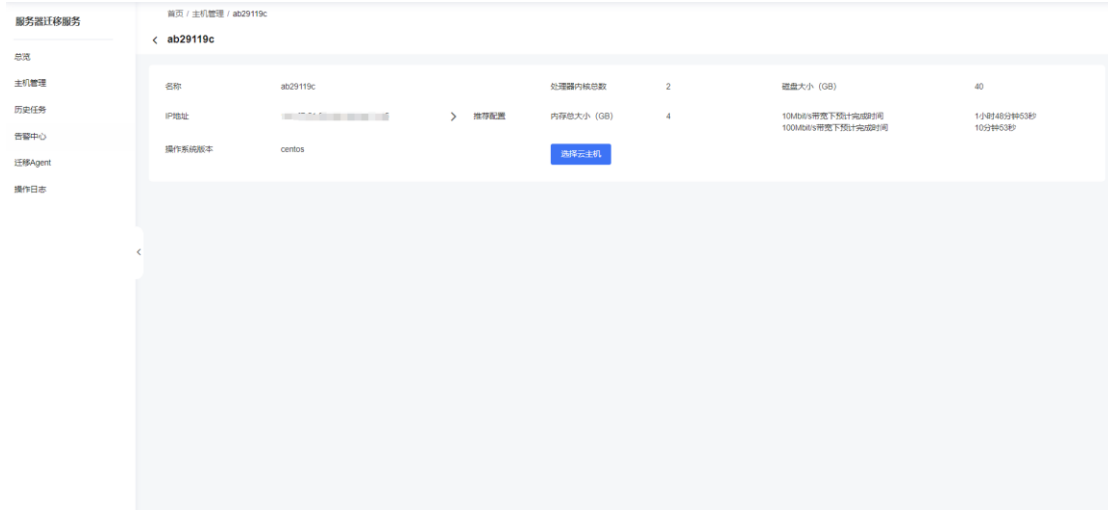 服务器迁移服务
总览
主机管理
历史任务
告警中心
迁移Agent
操作日志
首页 / 主机管理 / ab29119c
ab29119c
名称 ab29119c 处理器内核总数 2 磁盘大小（GB） 40
IP地址 推荐配置 内存总大小（GB） 4 10Mbit/s带宽下预计完成时间 1小时48分钟53秒
100Mbit/s带宽下预计完成时间 10分钟53秒
操作系统版本 centos 选择云主机